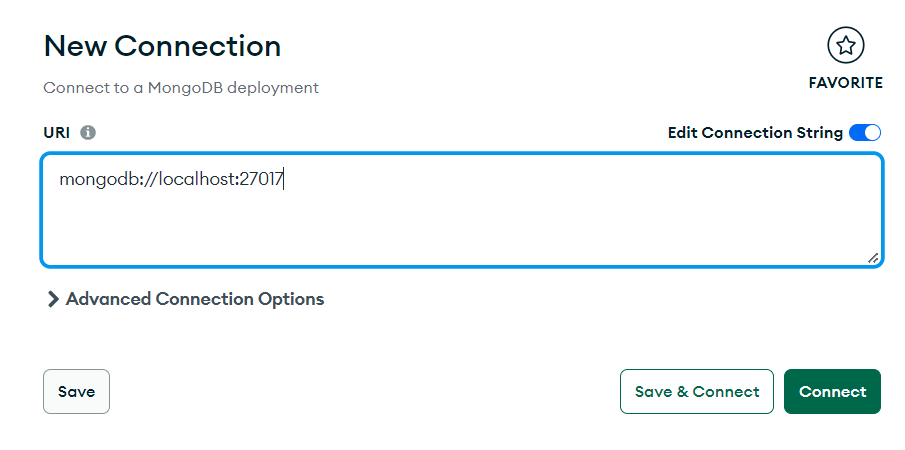 New Connection
Connect to a MongoDB deployment
FAVORITE
URI
Edit Connection String
mongodb://localhost:27017
Advanced Connection Options
Save
Save & Connect
Connect